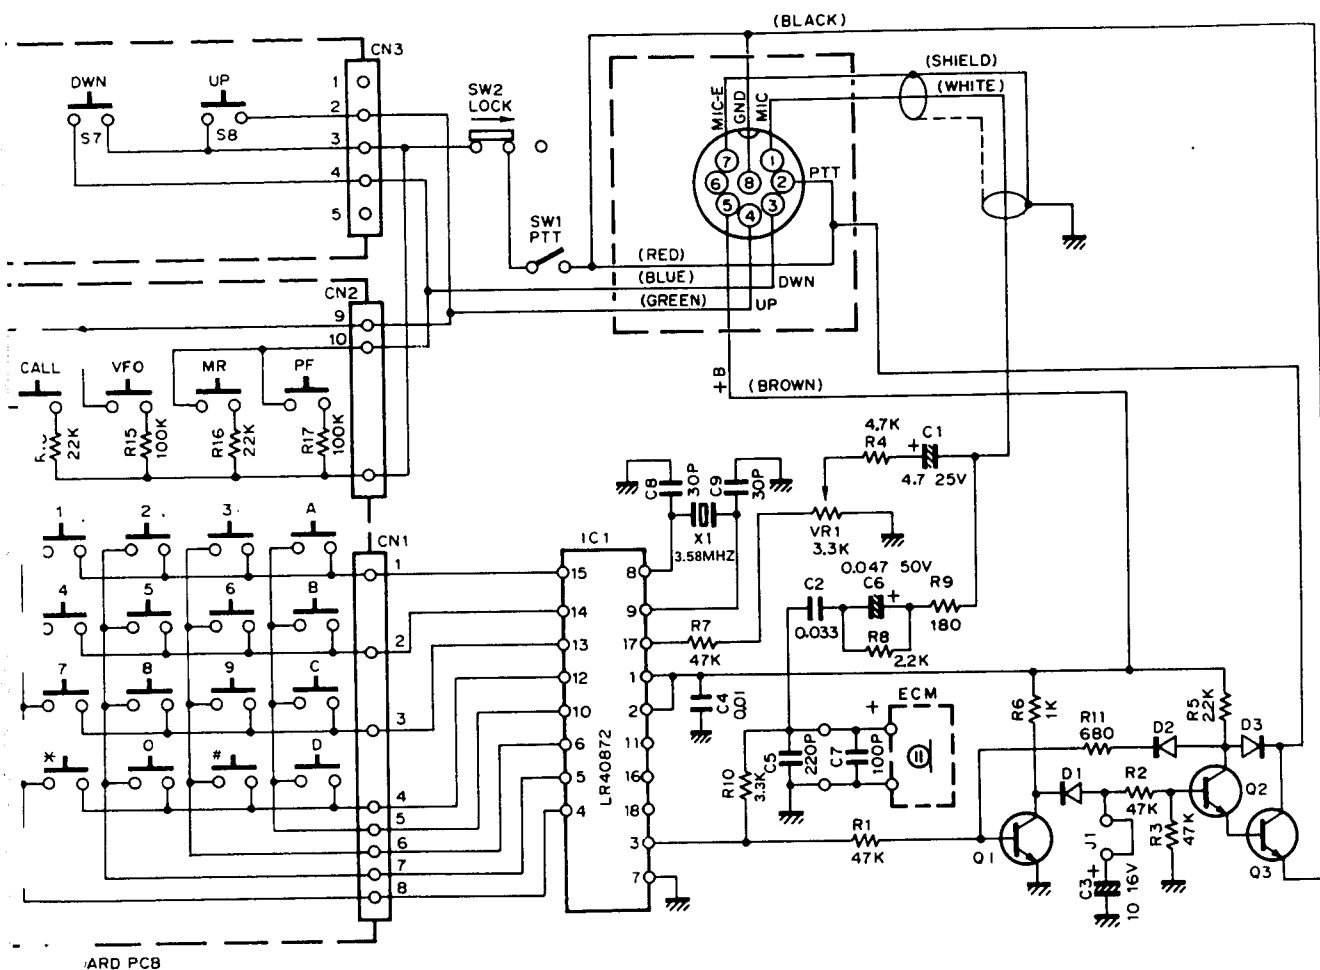 (BLACK)
CN3
DWN
UP
S7
S8
1
2
3
4
5
SW2
LOCK
SW1
PTT
(SHIELD)
(WHITE)
MIC-E
GND
MIC
7
1
6
8
2
5
4
3
PTT
(RED)
(BLUE)
(GREEN)
DWN
UP
+B
(BROWN)
CN2
9
10
CALL
VFO
MR
PF
22K
R15
100K
R16
22K
R17
100K
1
2
3
A
4
5
6
B
7
8
9
C
*
0
#
D
CN1
1
2
3
4
5
6
7
8
IC1
LR40872
15
14
13
12
10
6
5
4
8
9
17
1
2
11
16
18
3
7
C8
30P
C9
30P
X1
3.58MHZ
4.7K
R4
+
C1
4.7 25V
VR1
3.3K
0.047 50V
C2
C6
+
R9
0.033
R8
2.2K
180
R7
47K
C4
0.01
R10
3.3K
C5
220P
C7
100P
+
ECM
R1
47K
R6
1K
R11
680
D2
R5
2.2K
D3
D1
R2
47K
Q1
Q2
J1
C3
+
10 16V
R3
47K
Q3
ARD PCB